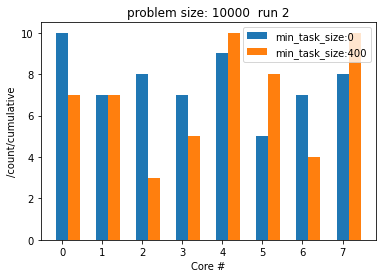 problem size: 10000  run 2
min_task_size:0
min_task_size:400
/count/cumulative
10
8
6
4
2
0
0 1 2 3 4 5 6 7
Core #